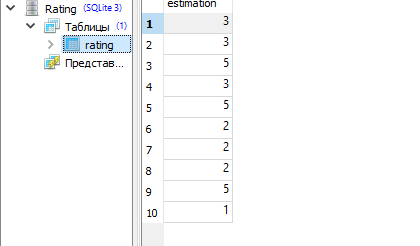 Rating (SQLite 3)
Таблицы (1)
rating
Представ...
estimation
1 3
2 3
3 5
4 3
5 5
6 2
7 2
8 2
9 5
10 1